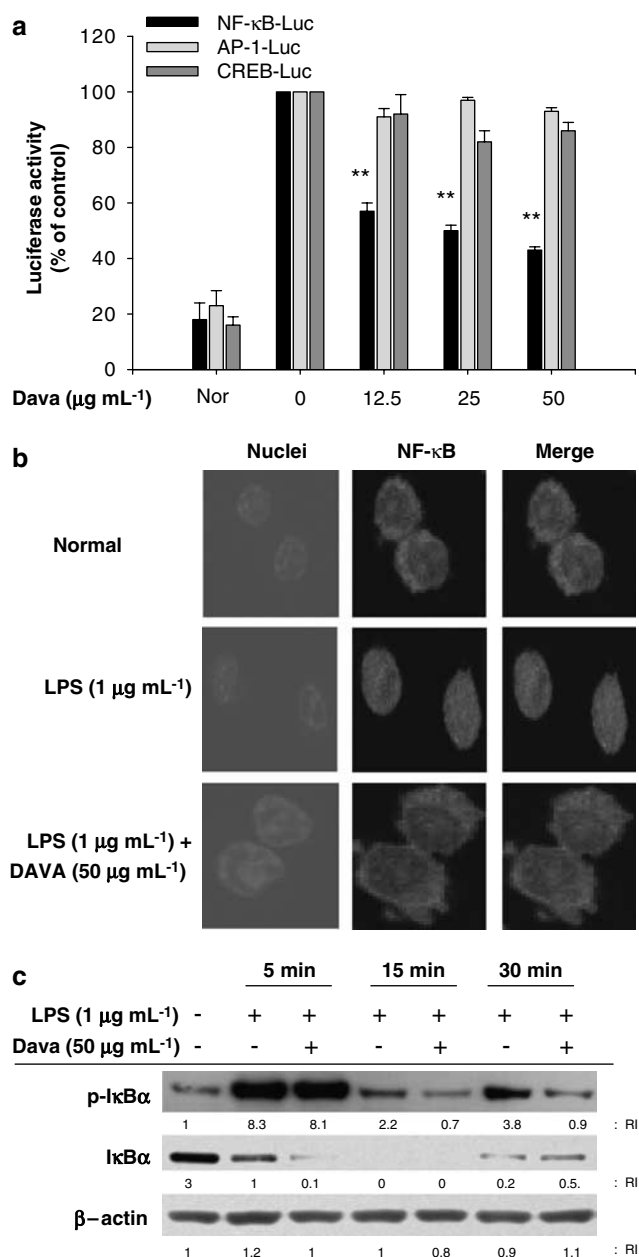 a
NF-κB-Luc
AP-1-Luc
CREB-Luc
Luciferase activity
(% of control)
120
100
80
60
40
20
0
** ** **
Dava (μg mL-1) Nor 0 12.5 25 50
b
Nuclei NF-κB Merge
Normal
LPS (1 μg mL-1)
LPS (1 μg mL-1) +
DAVA (50 μg mL-1)
c
5 min 15 min 30 min
LPS (1 μg mL-1) - + + + + + +
Dava (50 μg mL-1) - - + - + - +
p-IκBα
1 8.3 8.1 2.2 0.7 3.8 0.9 : RI
IκBα
3 1 0.1 0 0 0.2 0.5. : RI
β–actin
1 1.2 1 1 0.8 0.9 1.1 : RI